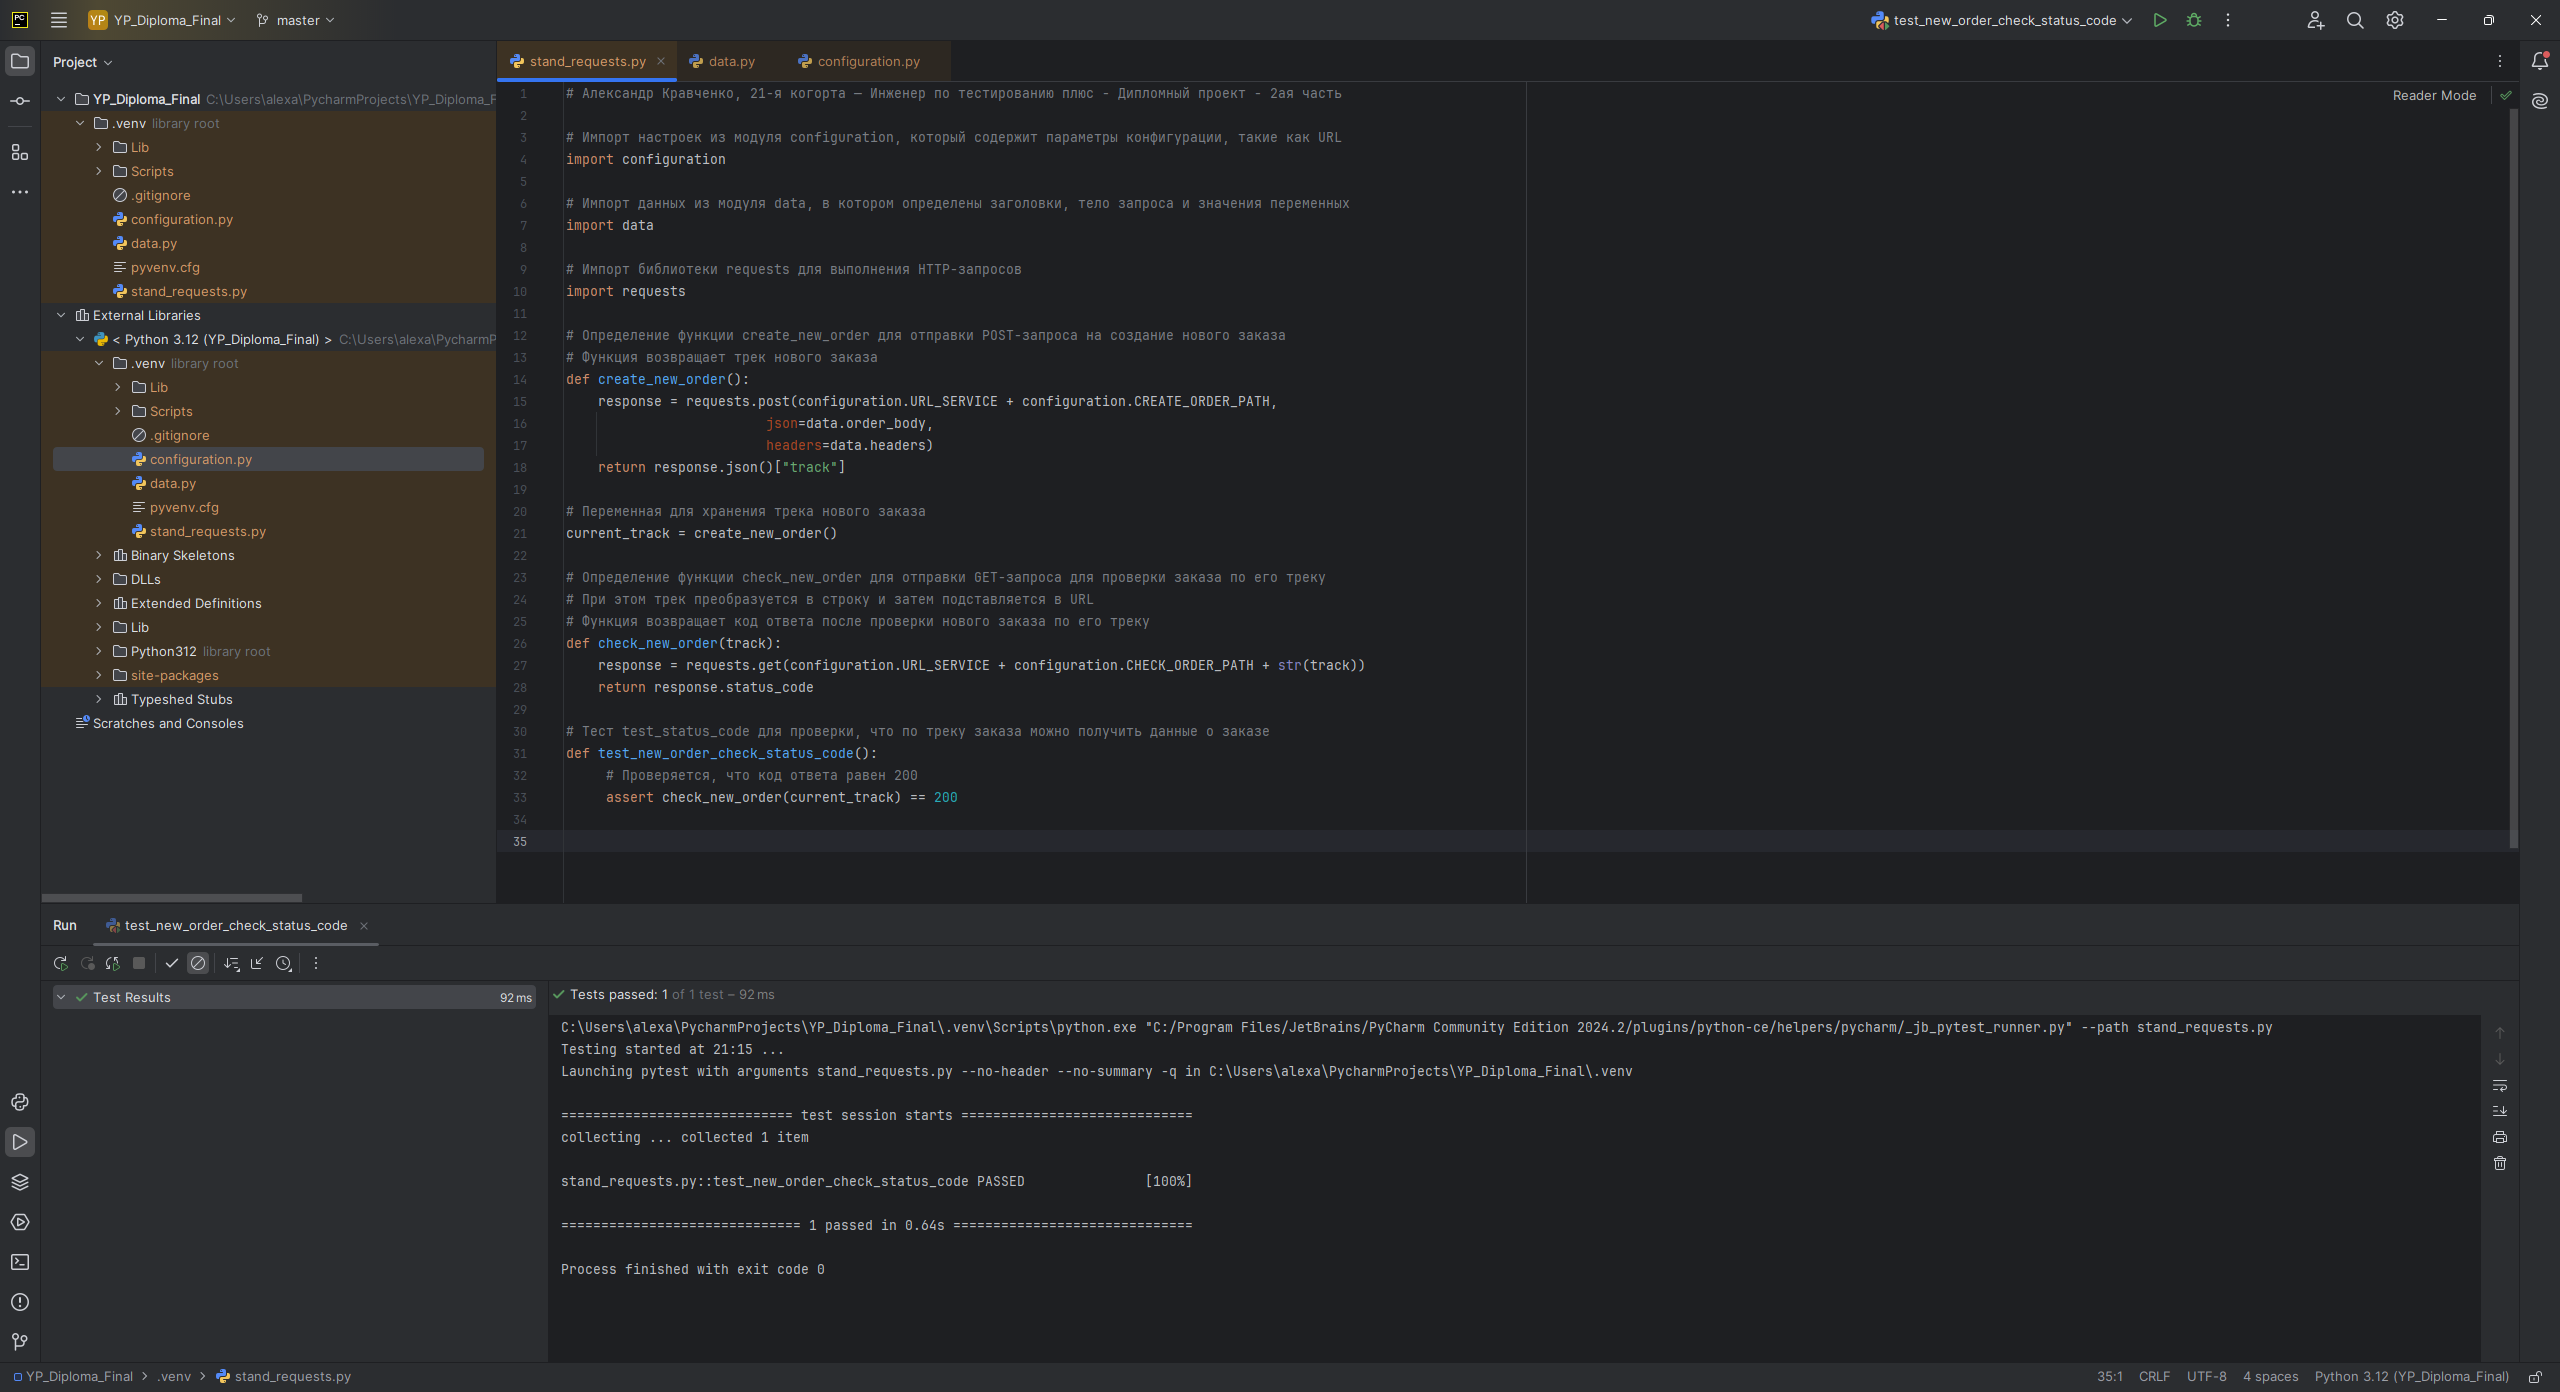 YP YP_Diploma_Final master test_new_order_check_status_code
Project
stand_requests.py data.py configuration.py
YP_Diploma_Final C:\Users\alexa\PycharmProjects\YP_Diploma_F
.venv library root
Lib
Scripts
.gitignore
configuration.py
data.py
pyvenv.cfg
stand_requests.py
External Libraries
< Python 3.12 (YP_Diploma_Final) > C:\Users\alexa\PycharmP
.venv library root
Lib
Scripts
.gitignore
configuration.py
data.py
pyvenv.cfg
stand_requests.py
Binary Skeletons
DLLs
Extended Definitions
Lib
Python312 library root
site-packages
Typeshed Stubs
Scratches and Consoles
Reader Mode
1 # Александр Кравченко, 21-я когорта — Инженер по тестированию плюс - Дипломный проект - 2ая часть
2
3 # Импорт настроек из модуля configuration, который содержит параметры конфигурации, такие как URL
4 import configuration
5
6 # Импорт данных из модуля data, в котором определены заголовки, тело запроса и значения переменных
7 import data
8
9 # Импорт библиотеки requests для выполнения HTTP-запросов
10 import requests
11
12 # Определение функции create_new_order для отправки POST-запроса на создание нового заказа
13 # Функция возвращает трек нового заказа
14 def create_new_order():
15 response = requests.post(configuration.URL_SERVICE + configuration.CREATE_ORDER_PATH,
16 json=data.order_body,
17 headers=data.headers)
18 return response.json()["track"]
19
20 # Переменная для хранения трека нового заказа
21 current_track = create_new_order()
22
23 # Определение функции check_new_order для отправки GET-запроса для проверки заказа по его треку
24 # При этом трек преобразуется в строку и затем подставляется в URL
25 # Функция возвращает код ответа после проверки нового заказа по его треку
26 def check_new_order(track):
27 response = requests.get(configuration.URL_SERVICE + configuration.CHECK_ORDER_PATH + str(track))
28 return response.status_code
29
30 # Тест test_status_code для проверки, что по треку заказа можно получить данные о заказе
31 def test_new_order_check_status_code():
32 # Проверяется, что код ответа равен 200
33 assert check_new_order(current_track) == 200
34
35
Run test_new_order_check_status_code
Test Results 92 ms
Tests passed: 1 of 1 test – 92 ms
C:\Users\alexa\PycharmProjects\YP_Diploma_Final\.venv\Scripts\python.exe "C:/Program Files/JetBrains/PyCharm Community Edition 2024.2/plugins/python-ce/helpers/pycharm/_jb_pytest_runner.py" --path stand_requests.py
Testing started at 21:15 ...
Launching pytest with arguments stand_requests.py --no-header --no-summary -q in C:\Users\alexa\PycharmProjects\YP_Diploma_Final\.venv
============================= test session starts =============================
collecting ... collected 1 item
stand_requests.py::test_new_order_check_status_code PASSED [100%]
============================== 1 passed in 0.64s ==============================
Process finished with exit code 0
YP_Diploma_Final > .venv > stand_requests.py 35:1 CRLF UTF-8 4 spaces Python 3.12 (YP_Diploma_Final)